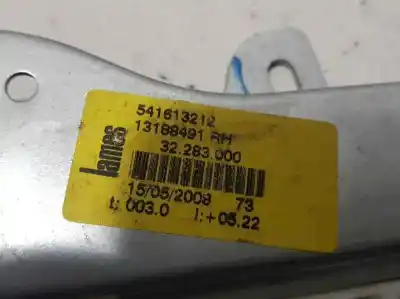 lames
541613212
13188491 RH
32.283.000
15/05/2008 73
t: 003.0 I:+05.22